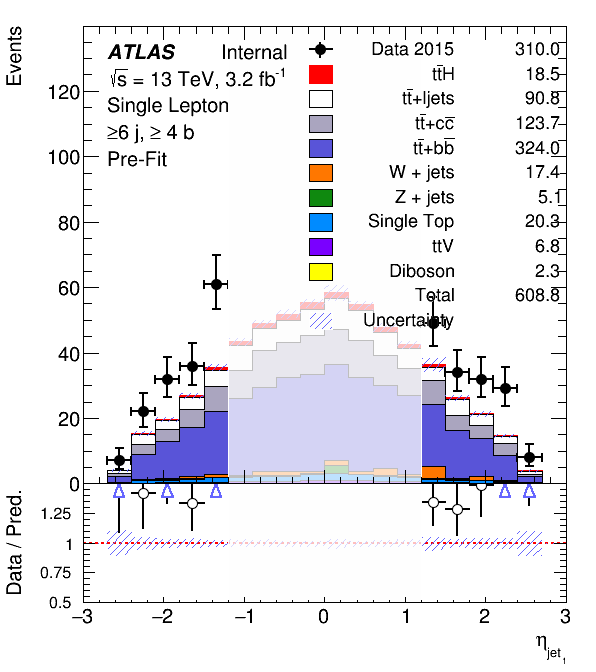 Events
ATLAS Internal
√s = 13 TeV, 3.2 fb⁻¹
Single Lepton
≥6 j, ≥ 4 b
Pre-Fit
Data 2015 310.0
tt̄H 18.5
tt̄+ljets 90.8
tt̄+cc̄ 123.7
tt̄+bb̄ 324.0
W + jets 17.4
Z + jets 5.1
Single Top 20.3
ttV 6.8
Diboson 2.3
Total 608.8
Uncertainty
120
100
80
60
40
20
0
Data / Pred.
1.25
1
0.75
0.5
−3 −2 −1 0 1 2 3
η jet 1